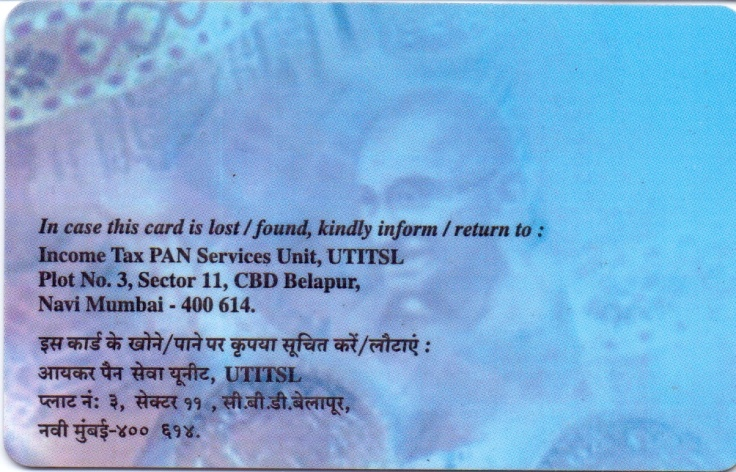 In case this card is lost / found, kindly inform / return to :
Income Tax PAN Services Unit, UTITSL
Plot No. 3, Sector 11, CBD Belapur,
Navi Mumbai - 400 614.
इस कार्ड के खोने/पाने पर कृपया सूचित करें/लौटाएं :
आयकर पैन सेवा यूनीट, UTITSL
प्लाट नं: ३, सेक्टर ११ , सी.बी.डी.बेलापूर,
नवी मुंबई-४०० ६१४.